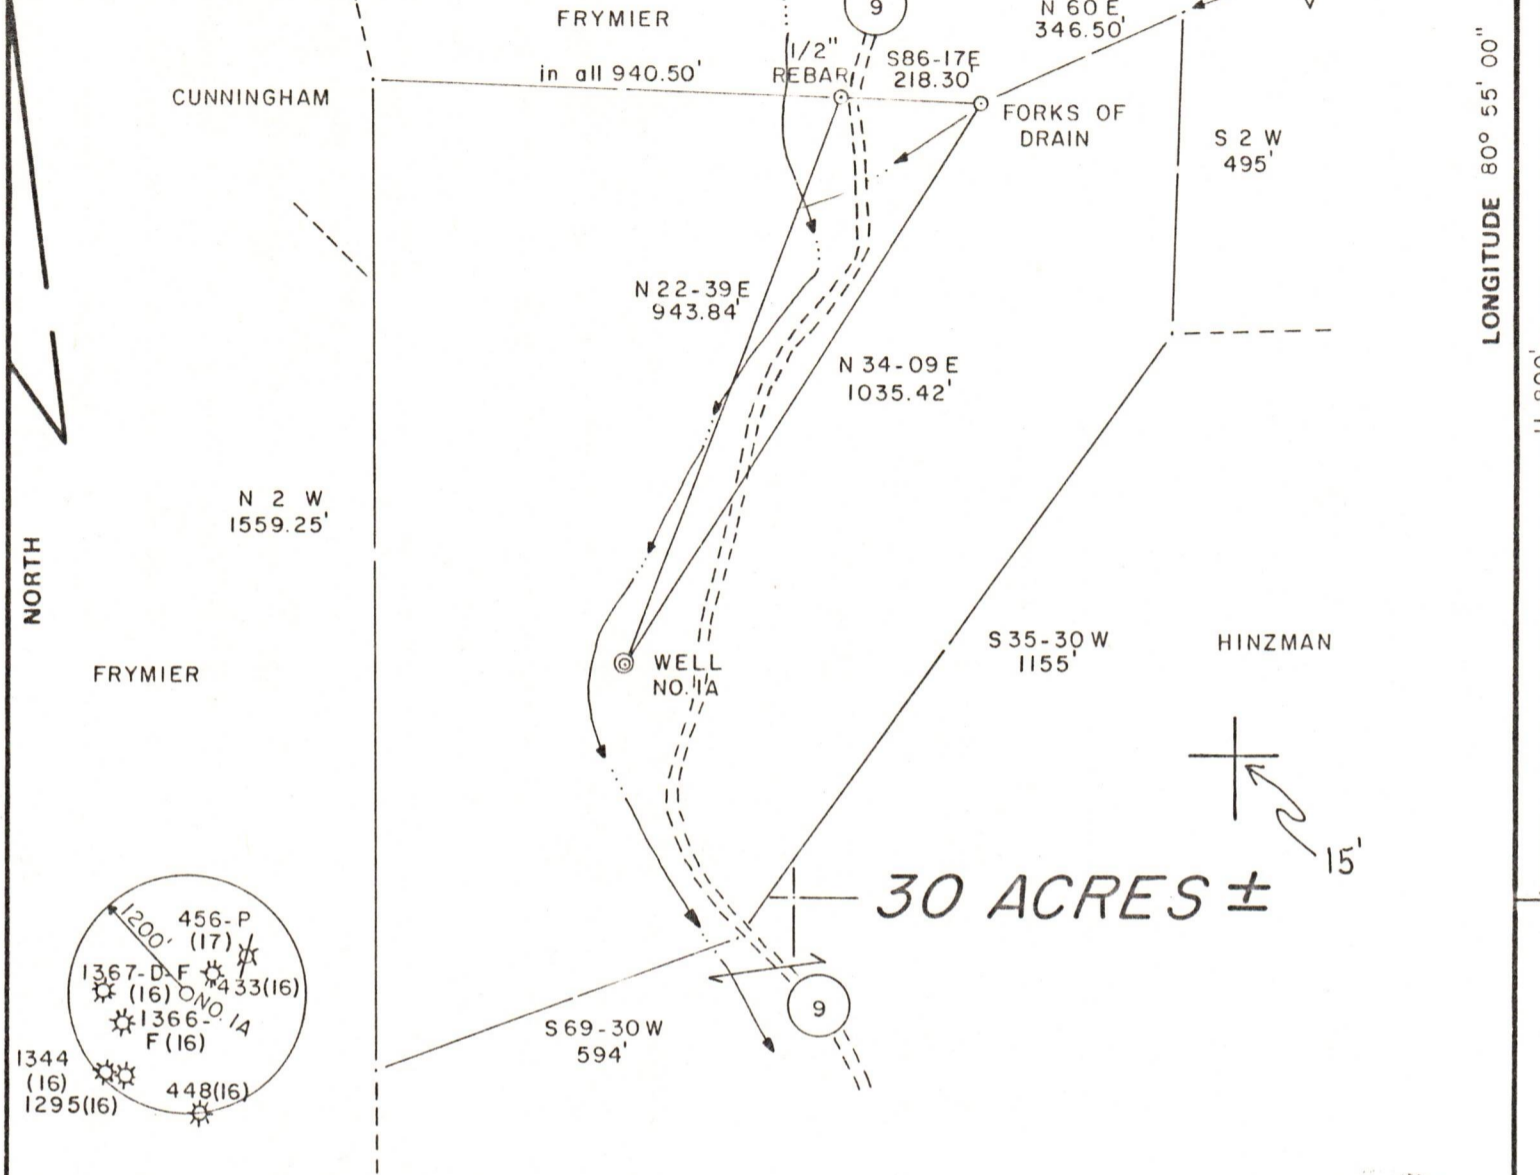 FRYMIER
9
N 60 E
346.50'
1/2"
REBAR
S86-17E
218.30'
in all 940.50'
CUNNINGHAM
FORKS OF
DRAIN
S 2 W
495'
LONGITUDE 80° 55' 00"
N 22-39 E
943.84'
N 34-09 E
1035.42'
N 2 W
1559.25'
NORTH
S 35-30 W
1155'
HINZMAN
WELL
NO. 1A
FRYMIER
15'
30 ACRES ±
1200'
456-P
(17)
1367-D-F
(16)
433(16)
NO. 1A
1366-
F(16)
9
S 69-30 W
594'
1344
(16)
1295(16)
448(16)